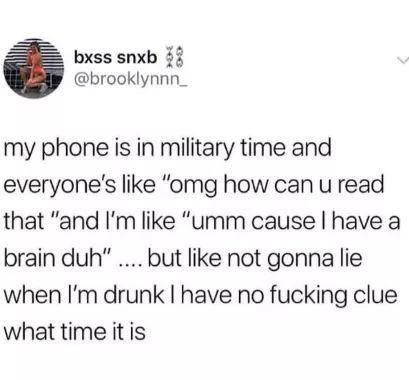 bxss snxb
@brooklynnn_
my phone is in military time and
everyone's like "omg how can u read
that "and I'm like "umm cause I have a
brain duh" .... but like not gonna lie
when I'm drunk I have no fucking clue
what time it is